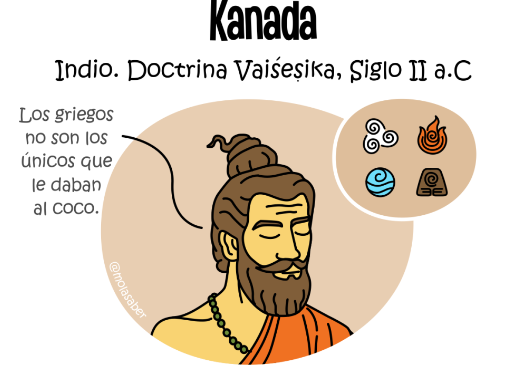 Kanada
Indio. Doctrina Vaiśeṣika, Siglo II a.C
Los griegos
no son los
únicos que
le daban
al coco.
@molasaber